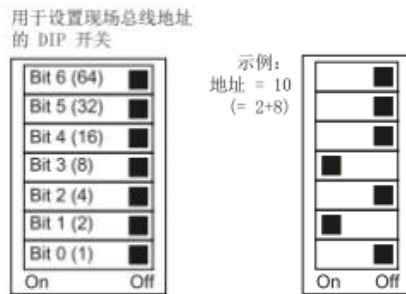 用于设置现场总线地址
的 DIP 开关
Bit 6 (64)
Bit 5 (32)
Bit 4 (16)
Bit 3 (8)
Bit 2 (4)
Bit 1 (2)
Bit 0 (1)
On Off
示例:
地址 = 10
(= 2+8)
On Off